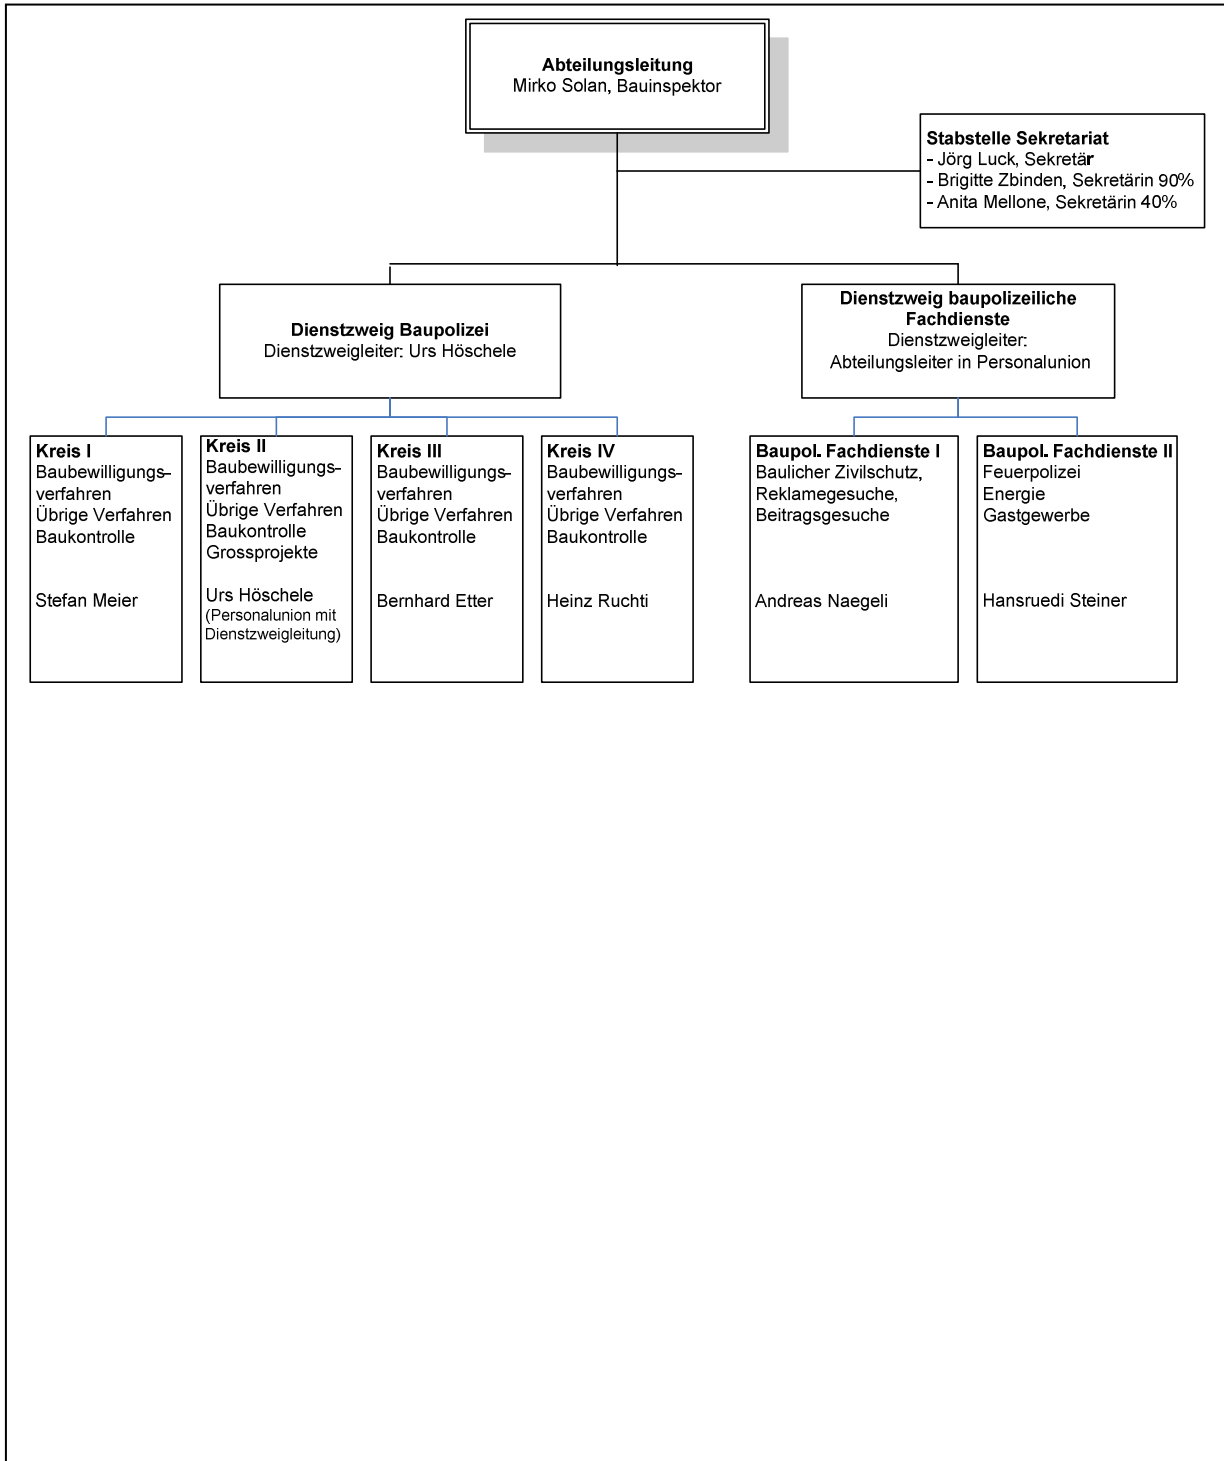 Abteilungsleitung
Mirko Solan, Bauinspektor
Stabstelle Sekretariat
- Jörg Luck, Sekretär
- Brigitte Zbinden, Sekretärin 90%
- Anita Mellone, Sekretärin 40%
Dienstzweig Baupolizei
Dienstzweigleiter: Urs Höschele
Dienstzweig baupolizeiliche
Fachdienste
Dienstzweigleiter:
Abteilungsleiter in Personalunion
Kreis I
Baubewilligungs-
verfahren
Übrige Verfahren
Baukontrolle
Stefan Meier
Kreis II
Baubewilligungs-
verfahren
Übrige Verfahren
Baukontrolle
Grossprojekte
Urs Höschele
(Personalunion mit
Dienstzweigleitung)
Kreis III
Baubewilligungs-
verfahren
Übrige Verfahren
Baukontrolle
Bernhard Etter
Kreis IV
Baubewilligungs-
verfahren
Übrige Verfahren
Baukontrolle
Heinz Ruchti
Baupol. Fachdienste I
Baulicher Zivilschutz,
Reklamegesuche,
Beitragsgesuche
Andreas Naegeli
Baupol. Fachdienste II
Feuerpolizei
Energie
Gastgewerbe
Hansruedi Steiner